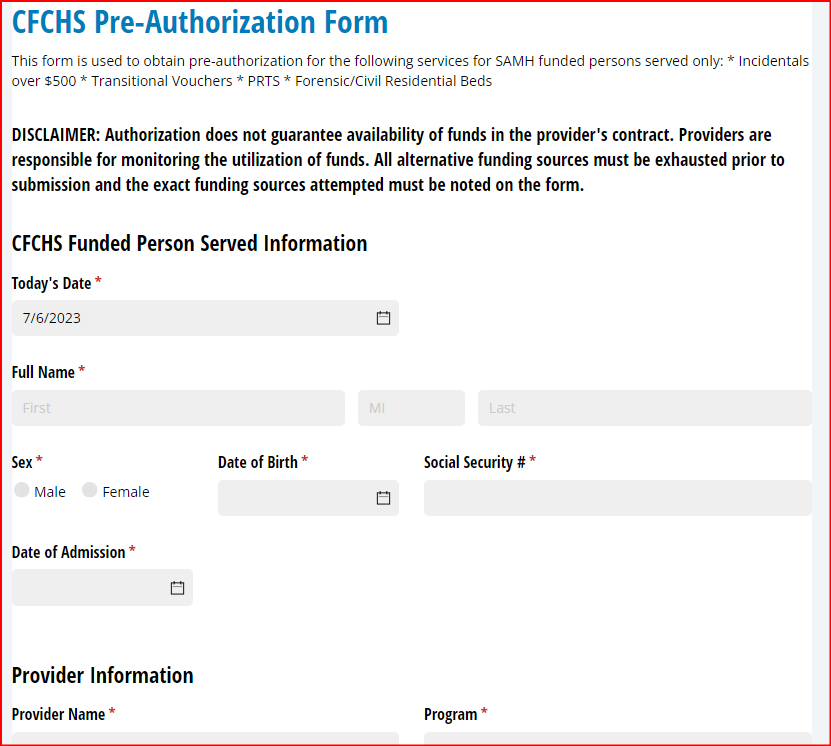 CFCHS Pre-Authorization Form
This form is used to obtain pre-authorization for the following services for SAMH funded persons served only: * Incidentals
over $500 * Transitional Vouchers * PRTS * Forensic/Civil Residential Beds
DISCLAIMER: Authorization does not guarantee availability of funds in the provider's contract. Providers are
responsible for monitoring the utilization of funds. All alternative funding sources must be exhausted prior to
submission and the exact funding sources attempted must be noted on the form.
CFCHS Funded Person Served Information
Today's Date *
7/6/2023
Full Name *
First MI Last
Sex * Date of Birth * Social Security # *
Male Female
Date of Admission *
Provider Information
Provider Name * Program *